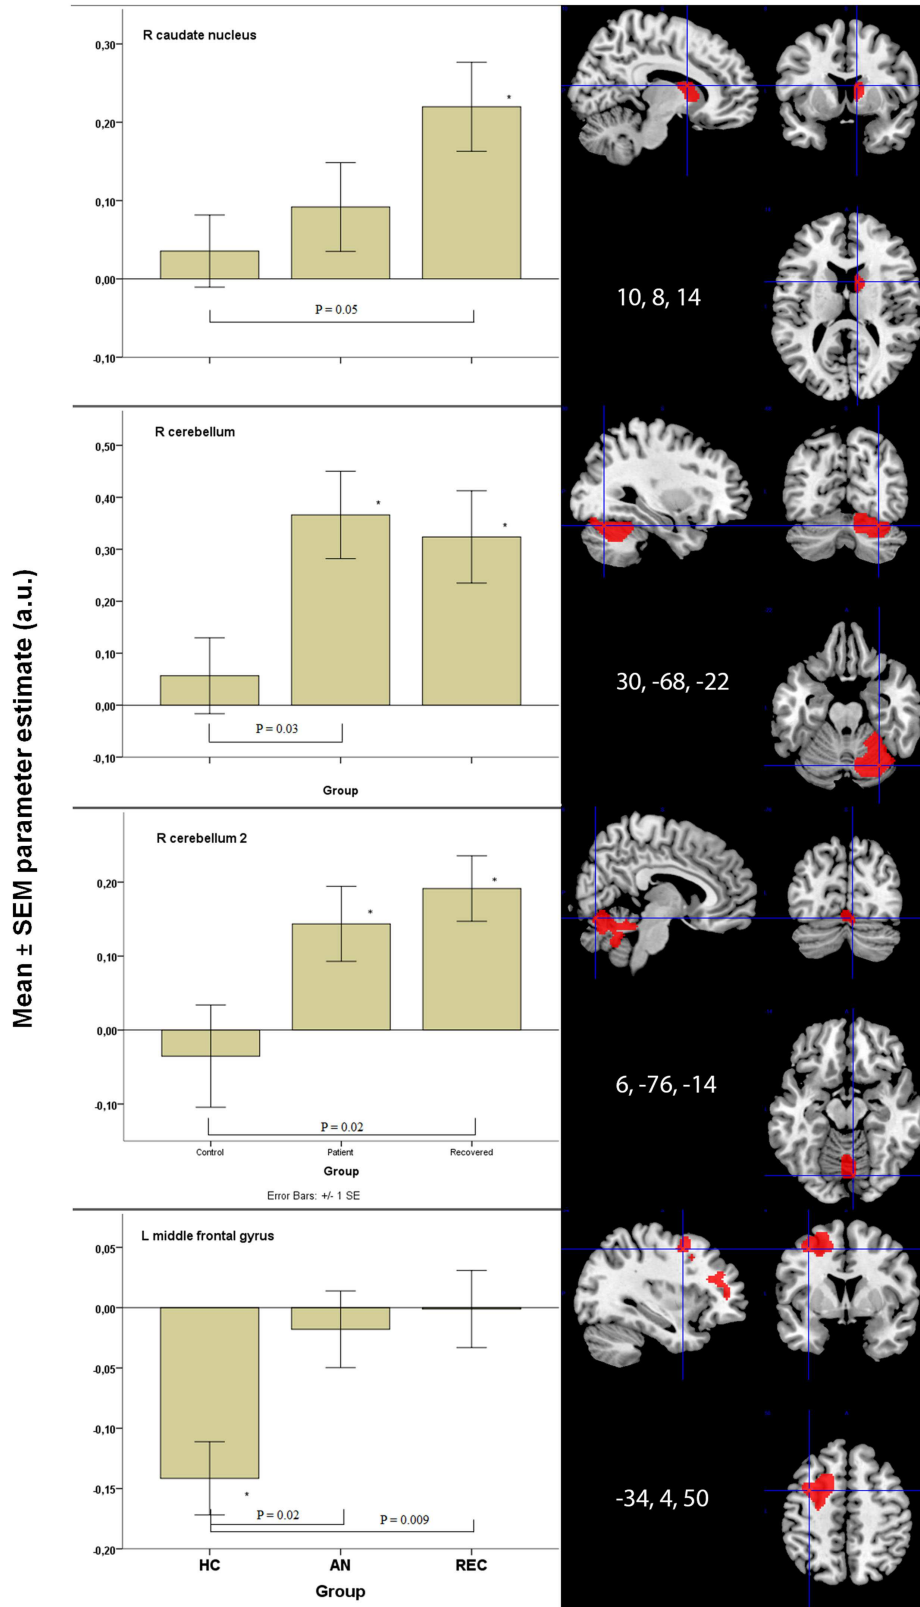 Mean ± SEM parameter estimate (a.u.)
R caudate nucleus
0,30
0,20
0,10
0,00
-0,10
*
P = 0.05
10, 8, 14
R cerebellum
0,50
0,40
0,30
0,20
0,10
0,00
-0,10
*
*
P = 0.03
Group
30, -68, -22
R cerebellum 2
0,20
0,10
0,00
-0,10
*
*
P = 0.02
Control Patient Recovered
Group
Error Bars: +/- 1 SE
6, -76, -14
L middle frontal gyrus
0,05
0,00
-0,05
-0,10
-0,15
-0,20
*
P = 0.02
P = 0.009
HC AN REC
Group
-34, 4, 50